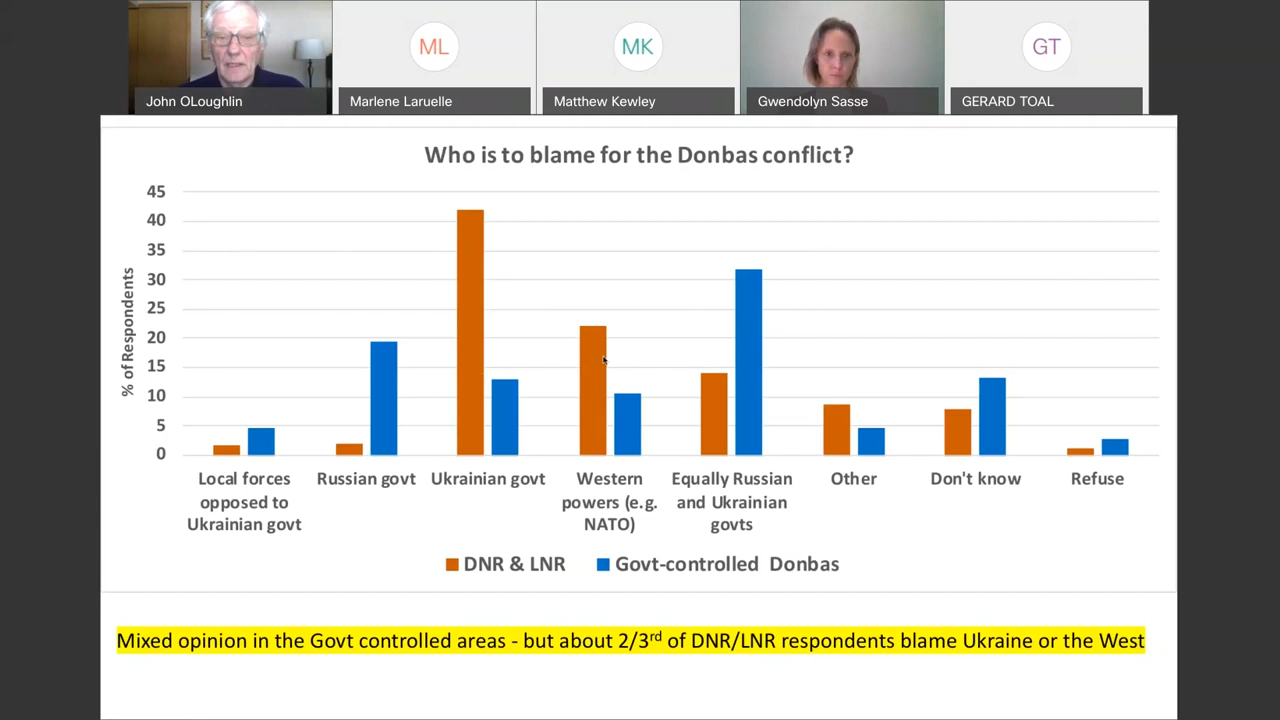 ML
MK
GT
John OLoughlin
Marlene Laruelle
Matthew Kewley
Gwendolyn Sasse
GERARD TOAL
Who is to blame for the Donbas conflict?
% of Respondents
45
40
35
30
25
20
15
10
5
0
Local forces
opposed to
Ukrainian govt
Russian govt
Ukrainian govt
Western
powers (e.g.
NATO)
Equally Russian
and Ukrainian
govts
Other
Don't know
Refuse
DNR & LNR
Govt-controlled Donbas
Mixed opinion in the Govt controlled areas - but about 2/3rd of DNR/LNR respondents blame Ukraine or the West